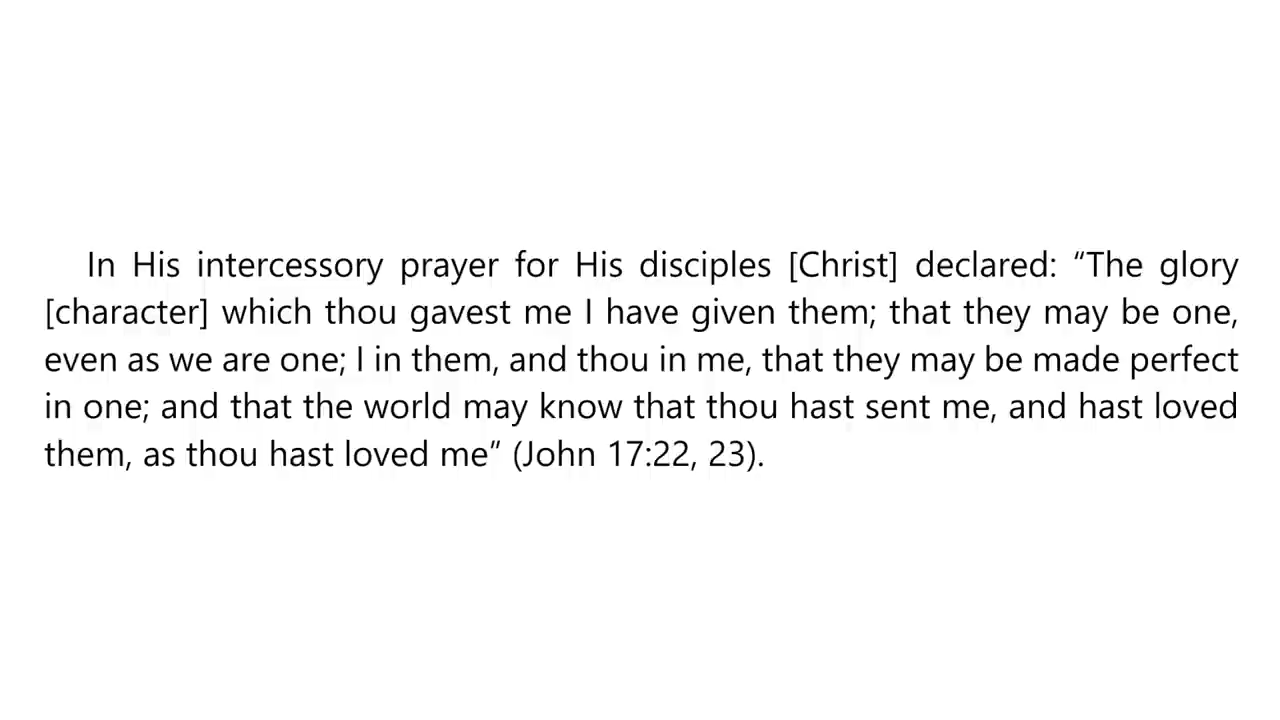 In His intercessory prayer for His disciples [Christ] declared: “The glory
[character] which thou gavest me I have given them; that they may be one,
even as we are one; I in them, and thou in me, that they may be made perfect
in one; and that the world may know that thou hast sent me, and hast loved
them, as thou hast loved me” (John 17:22, 23).